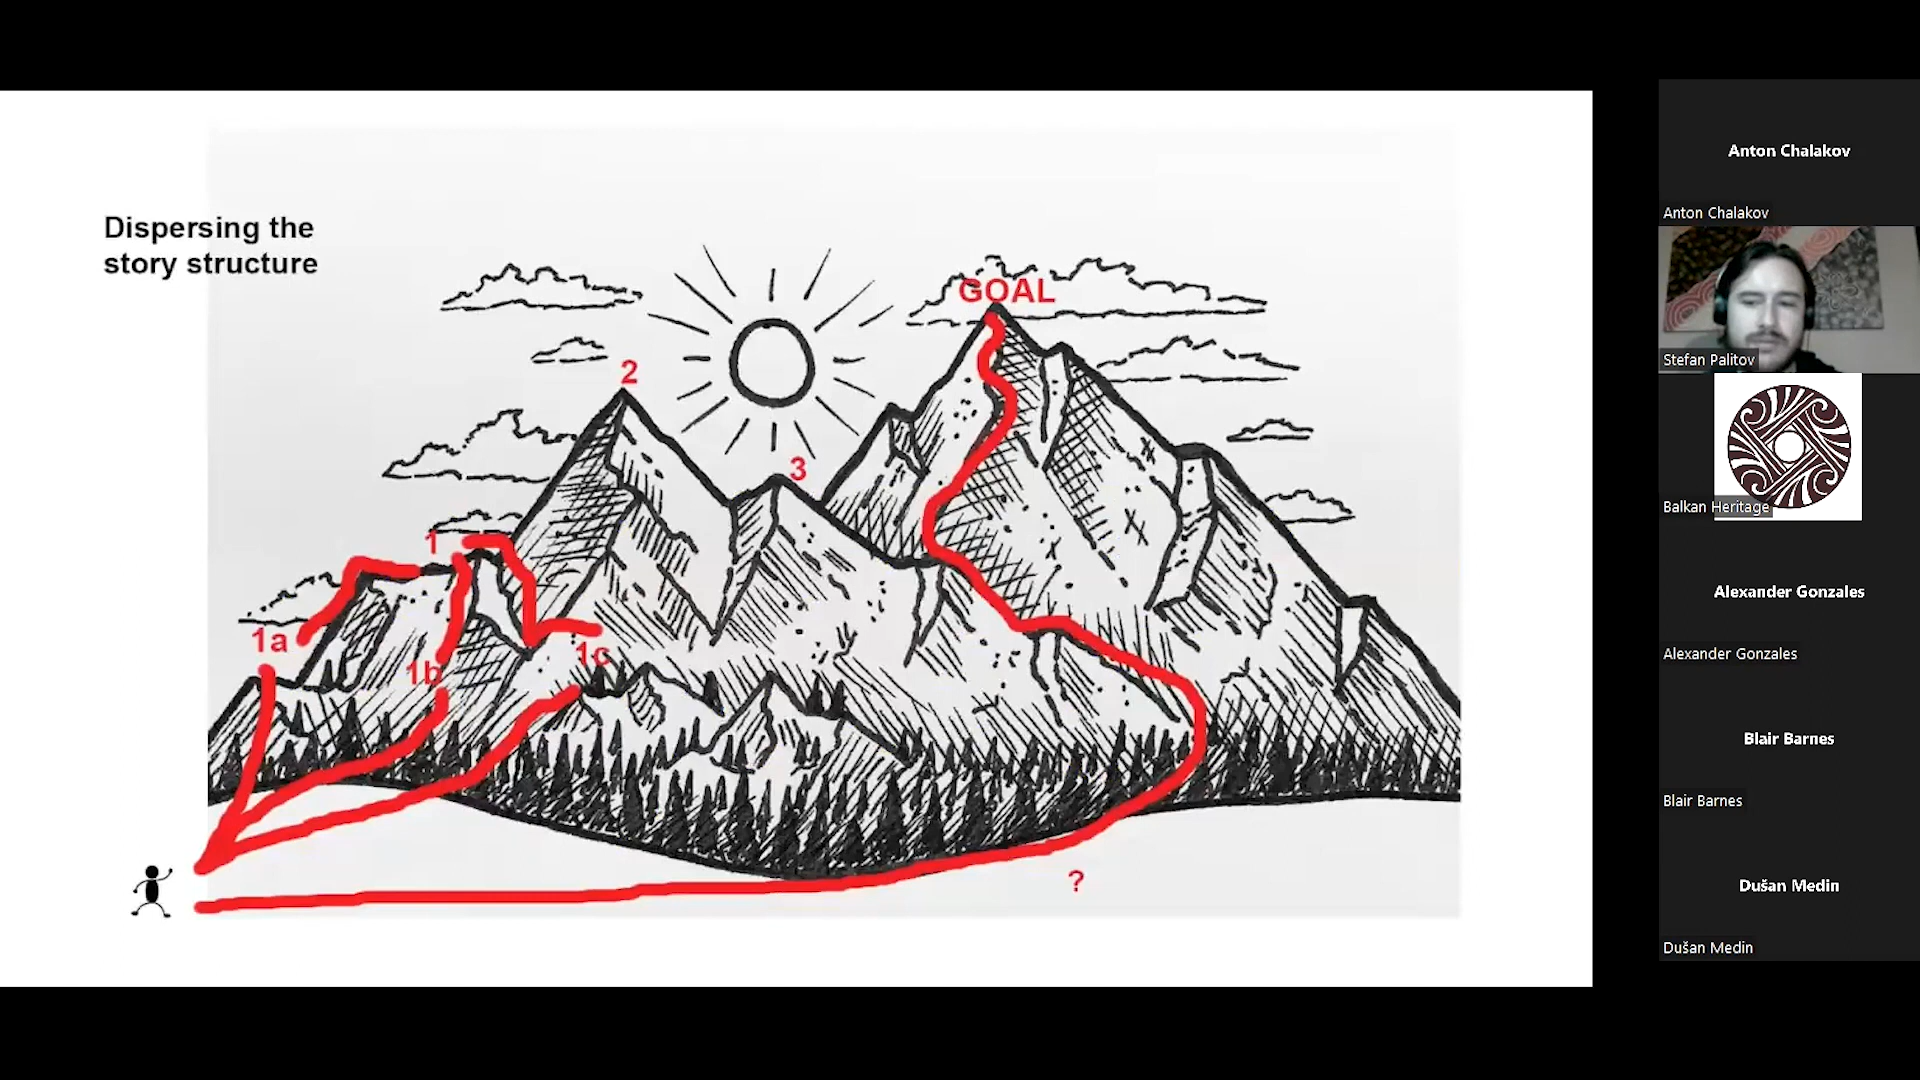 Dispersing the
story structure
GOAL
2
3
1
1a
1b
1c
?
Anton Chalakov
Anton Chalakov
Stefan Palitov
Balkan Heritage
Alexander Gonzales
Alexander Gonzales
Blair Barnes
Blair Barnes
Dušan Medin
Dušan Medin